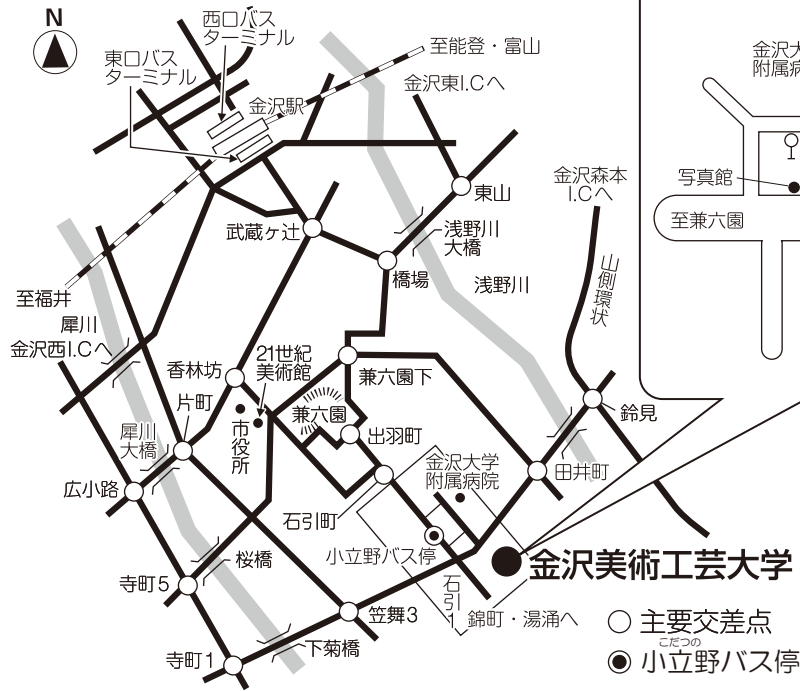 N
西口バス
ターミナル
東口バス
ターミナル
至能登・富山
金沢東I.Cへ
金沢駅
金沢大
附属病
写真館
至兼六園
金沢森本
I.Cへ
山側環状
東山
武蔵ヶ辻
浅野川
大橋
橋場
浅野川
至福井
犀川
金沢西I.Cへ
香林坊
21世紀
美術館
兼六園下
片町
市役所
兼六園
出羽町
鈴見
犀川
大橋
金沢大学
附属病院
田井町
広小路
石引町
小立野バス停
金沢美術工芸大学
桜橋
寺町5
石引1
笠舞3
錦町・湯涌へ
下菊橋
寺町1
主要交差点
こだつの
小立野バス停